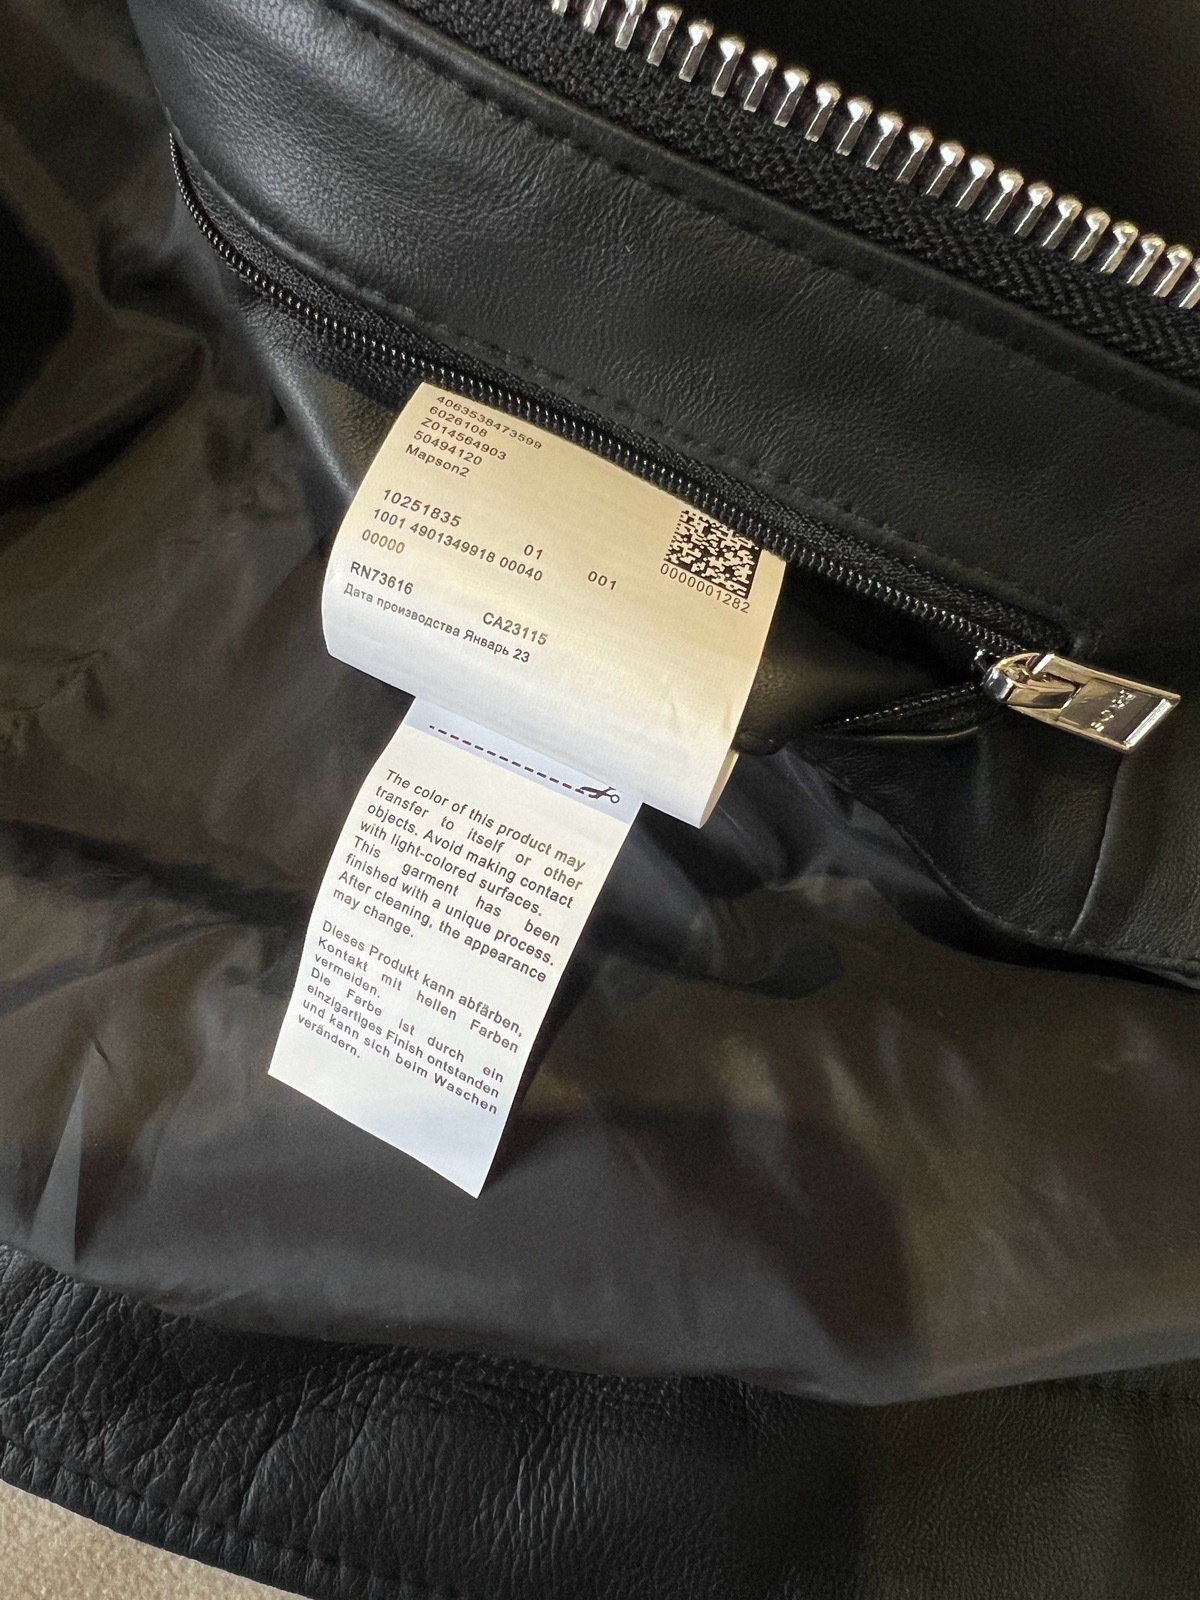 4063538473599
6026108
Z014564903
50494120
Mapson2
10251835 01
1001 4901349918 00040 001
00000
0000001282
RN73616 CA23115
Дата производства Январь 23
The color of this product may
transfer to itself or other
objects. Avoid making contact
with light-colored surfaces.
This garment has been
finished with a unique process.
After cleaning, the appearance
may change.
Dieses Produkt kann abfärben,
Kontakt mit hellen Farben
vermeiden.
Die Farbe ist durch ein
einzigartiges Finish ontstanden
und kann sich beim Waschen
verändern.